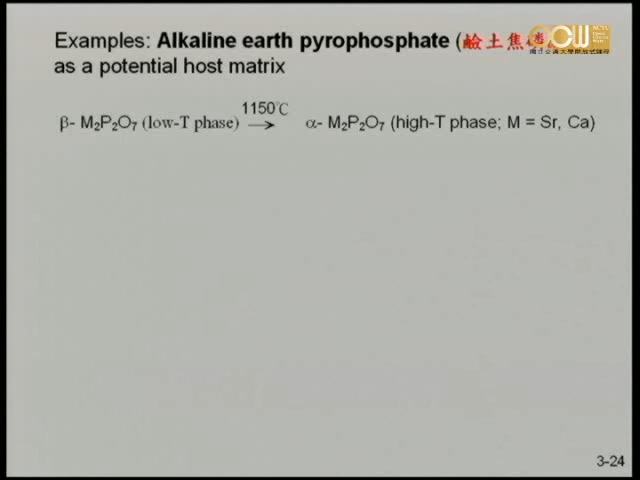 Examples: Alkaline earth pyrophosphate (鹼土焦磷
as a potential host matrix
1150℃
β- M₂P₂O₇ (low-T phase) → α- M₂P₂O₇ (high-T phase; M = Sr, Ca)
3-24